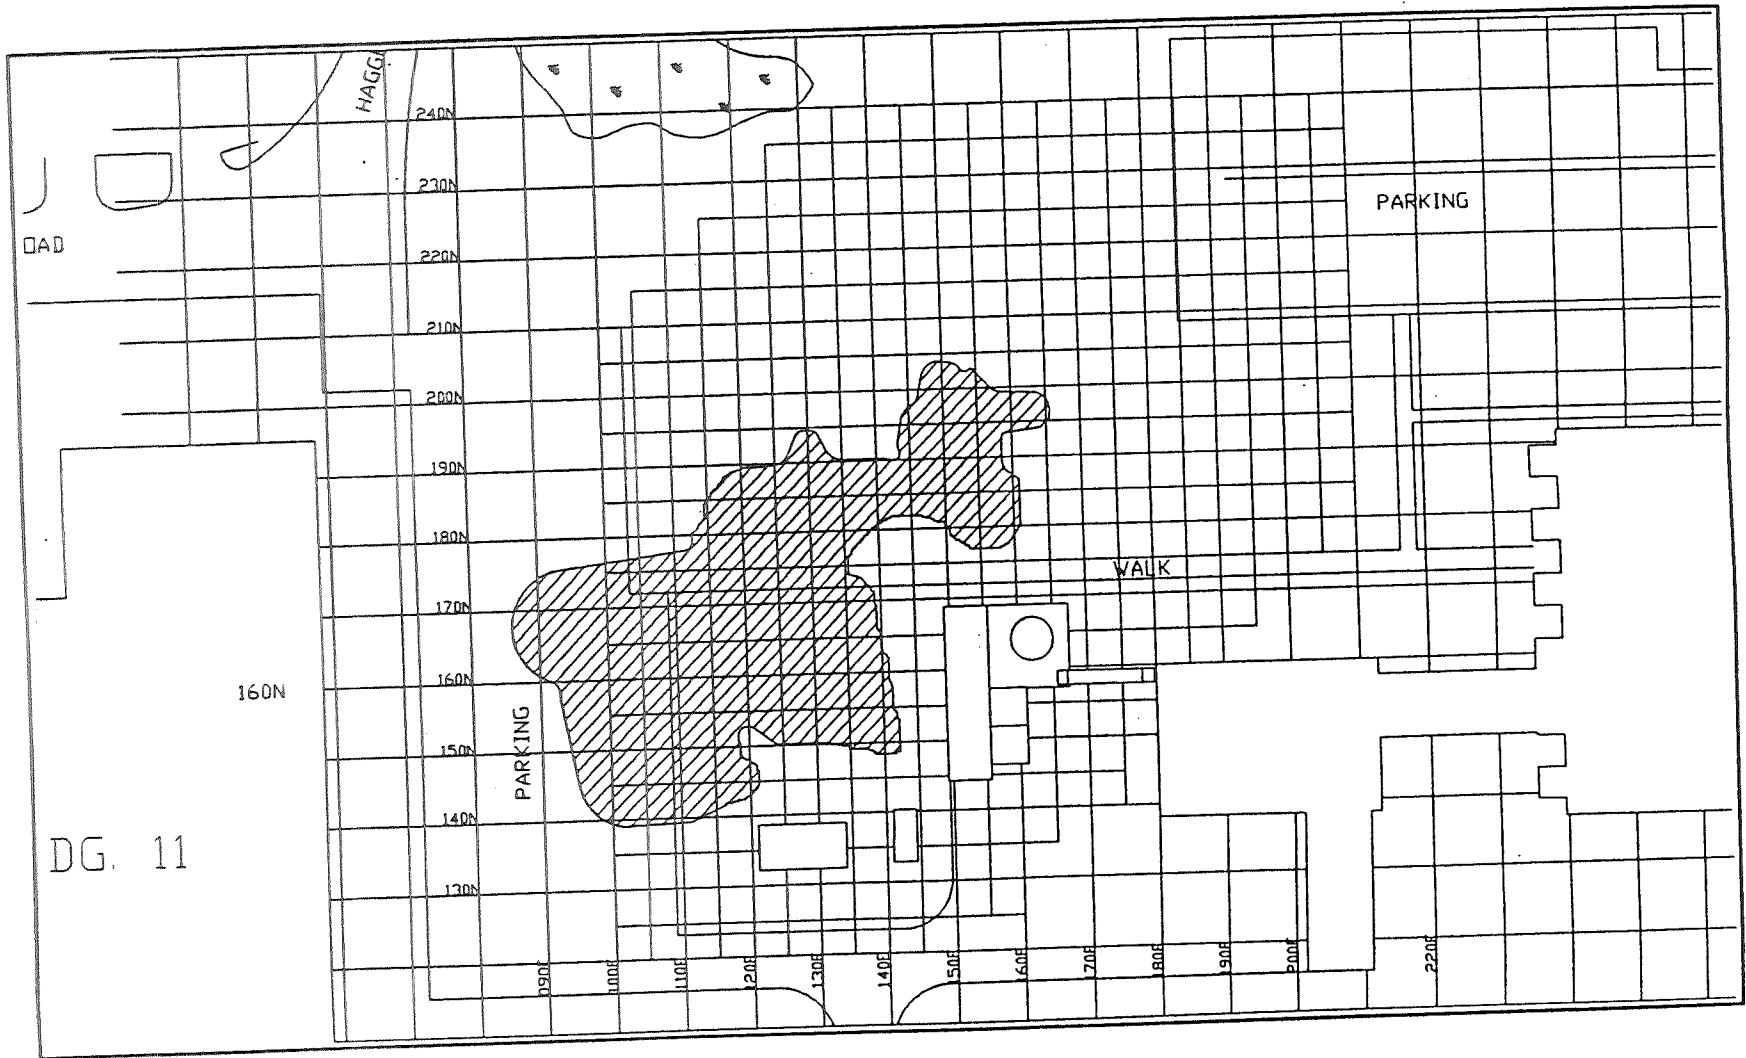 HAGG
240N
230N
PARKING
OAD
220N
210N
200N
190N
180N
WALK
170N
160N
160N
PARKING
150N
140N
DG. 11
130N
090E
100E
110E
120E
130E
140E
150E
160E
170E
180E
190E
200E
220E